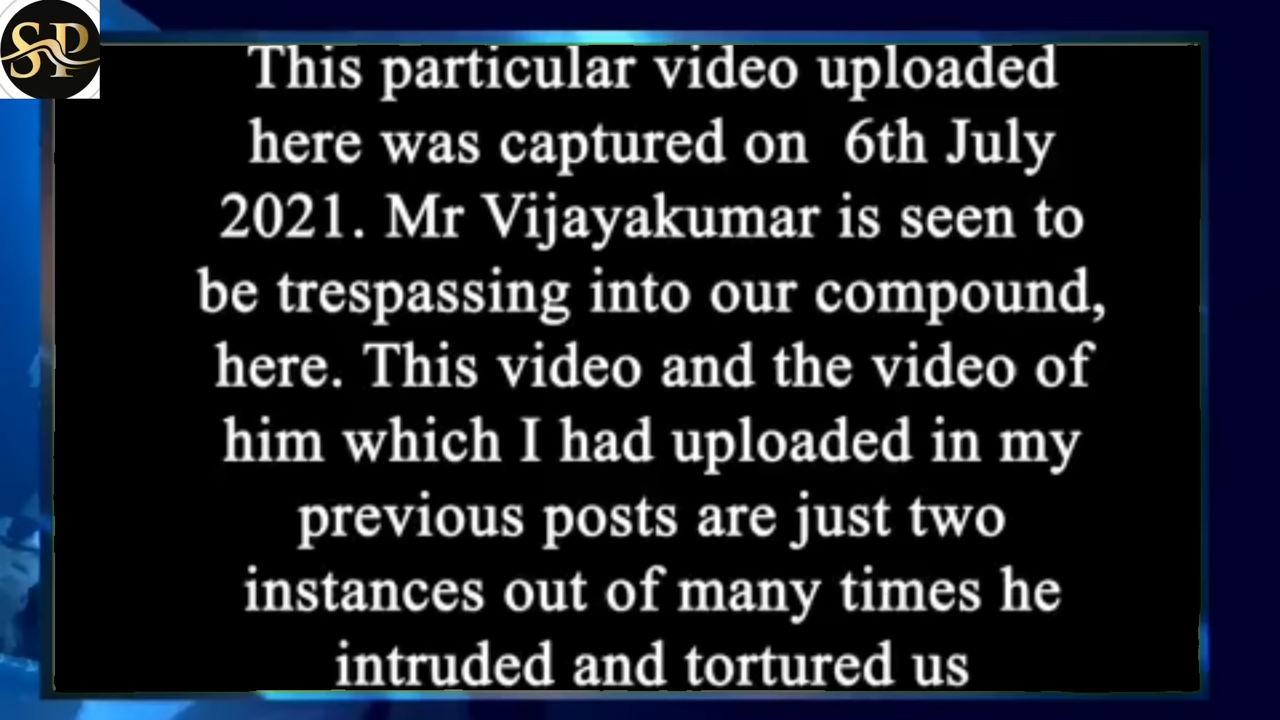 SP
This particular video uploaded
here was captured on 6th July
2021. Mr Vijayakumar is seen to
be trespassing into our compound,
here. This video and the video of
him which I had uploaded in my
previous posts are just two
instances out of many times he
intruded and tortured us